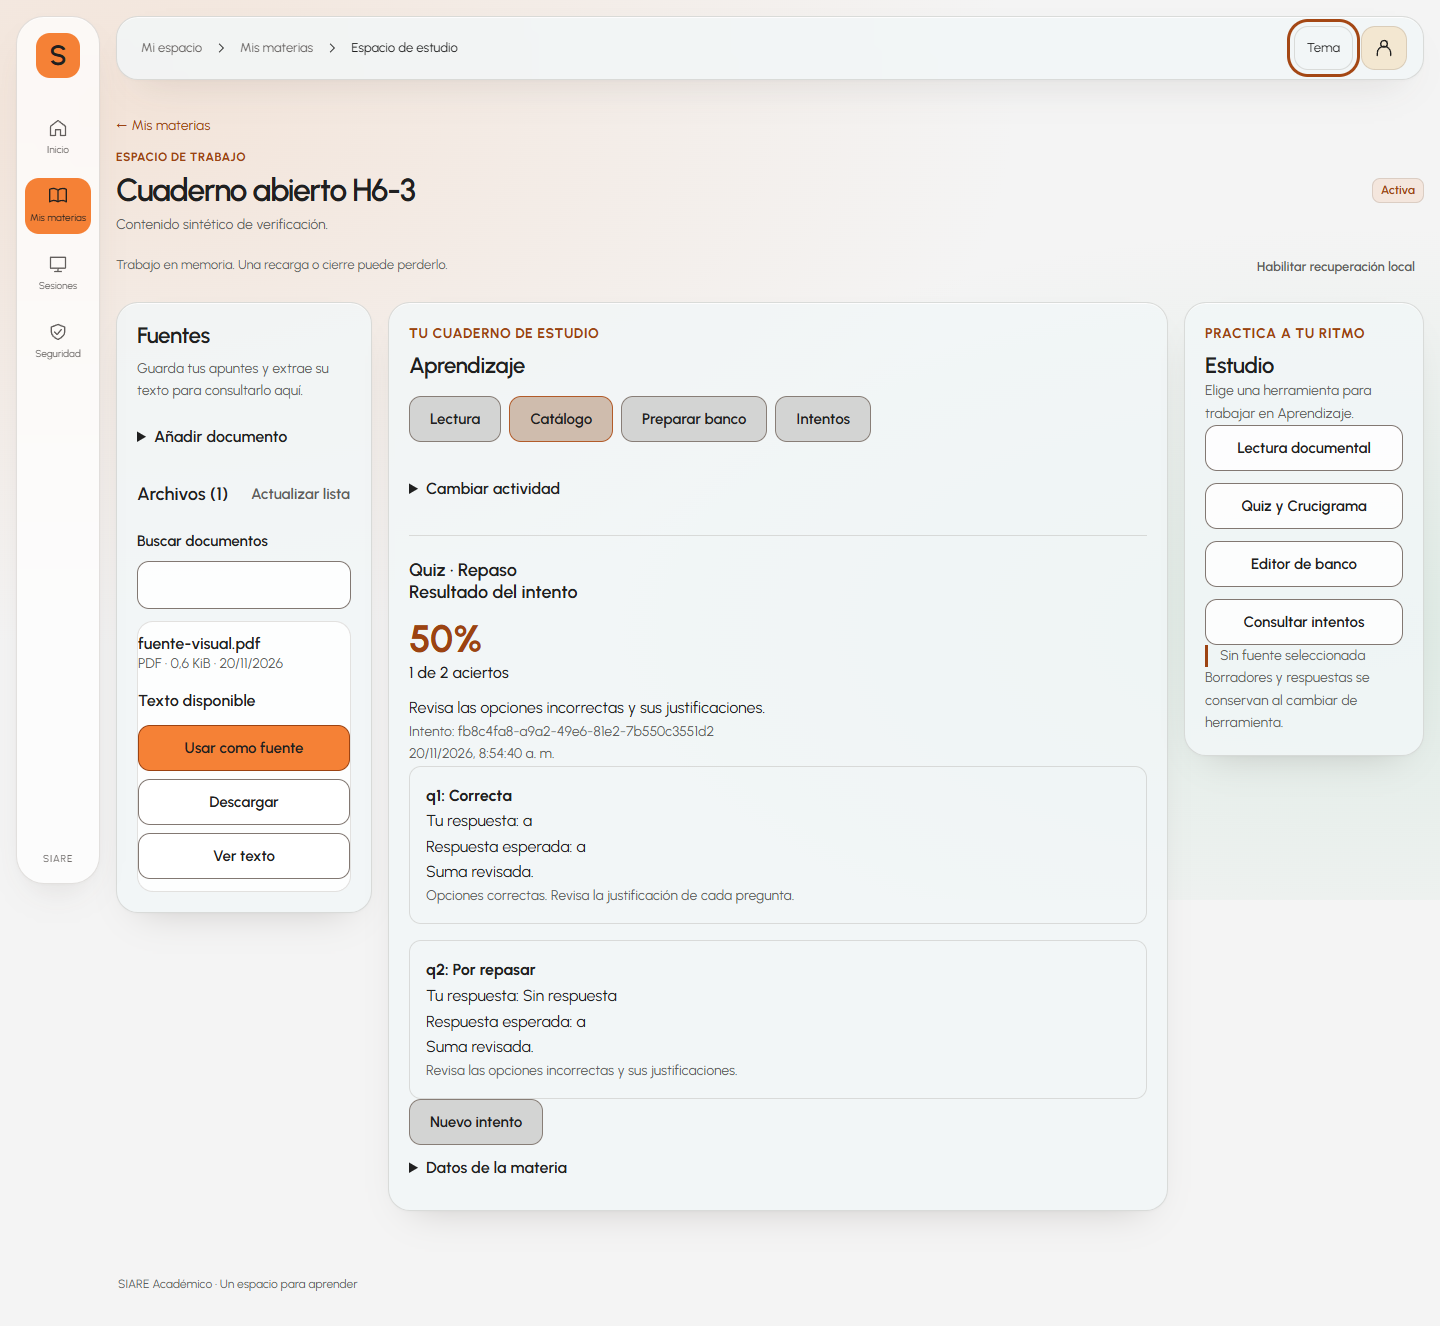 S
Inicio
Mis materias
Sesiones
Seguridad
SIARE
Mi espacio > Mis materias > Espacio de estudio
Tema
← Mis materias
ESPACIO DE TRABAJO
Cuaderno abierto H6-3
Activa
Contenido sintético de verificación.
Trabajo en memoria. Una recarga o cierre puede perderlo.
Habilitar recuperación local
Fuentes
Guarda tus apuntes y extrae su
texto para consultarlo aquí.
Añadir documento
Archivos (1)
Actualizar lista
Buscar documentos
fuente-visual.pdf
PDF · 0,6 KiB · 20/11/2026
Texto disponible
Usar como fuente
Descargar
Ver texto
TU CUADERNO DE ESTUDIO
Aprendizaje
Lectura
Catálogo
Preparar banco
Intentos
Cambiar actividad
Quiz · Repaso
Resultado del intento
50%
1 de 2 aciertos
Revisa las opciones incorrectas y sus justificaciones.
Intento: fb8c4fa8-a9a2-49e6-81e2-7b550c3551d2
20/11/2026, 8:54:40 a. m.
q1: Correcta
Tu respuesta: a
Respuesta esperada: a
Suma revisada.
Opciones correctas. Revisa la justificación de cada pregunta.
q2: Por repasar
Tu respuesta: Sin respuesta
Respuesta esperada: a
Suma revisada.
Revisa las opciones incorrectas y sus justificaciones.
Nuevo intento
Datos de la materia
PRACTICA A TU RITMO
Estudio
Elige una herramienta para
trabajar en Aprendizaje.
Lectura documental
Quiz y Crucigrama
Editor de banco
Consultar intentos
Sin fuente seleccionada
Borradores y respuestas se
conservan al cambiar de
herramienta.
SIARE Académico · Un espacio para aprender